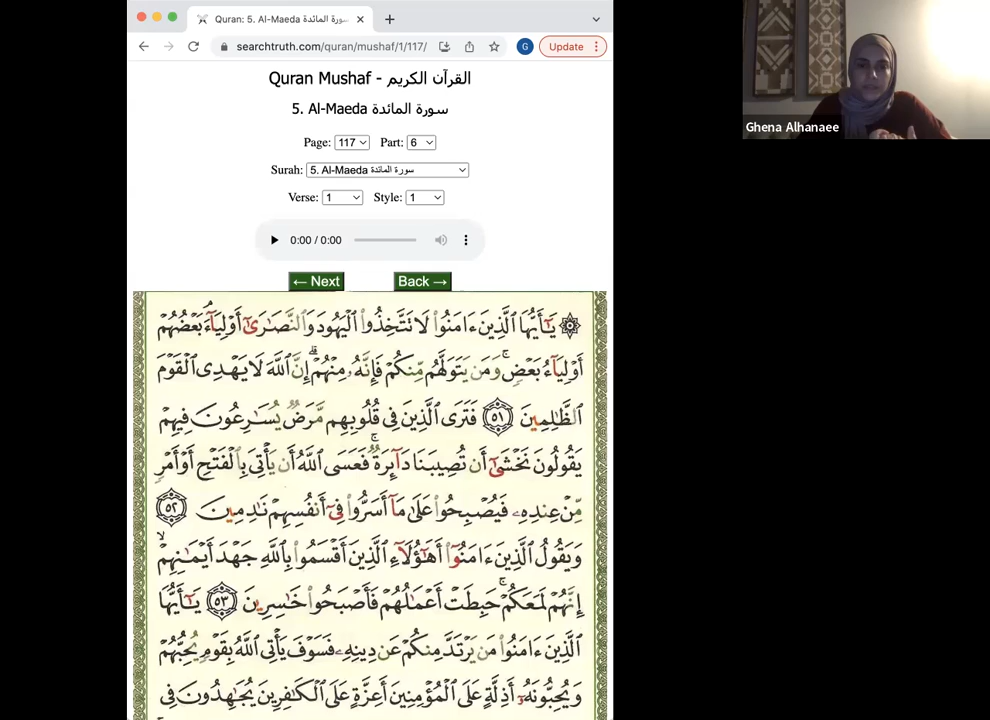 Quran: 5. Al-Maeda سورة المائدة
searchtruth.com/quran/mushaf/1/117/
G
Update
Ghena Alhanaee
Quran Mushaf - القرآن الكريم
5. Al-Maeda سورة المائدة
Page: 117 Part: 6
Surah: 5. Al-Maeda سورة المائدة
Verse: 1 Style: 1
0:00 / 0:00
← Next Back →
۞ يَٰٓأَيُّهَا ٱلَّذِينَ ءَامَنُوا۟ لَا تَتَّخِذُوا۟ ٱلْيَهُودَ وَٱلنَّصَٰرَىٰٓ أَوْلِيَآءَ ۘ بَعْضُهُمْ
أَوْلِيَآءُ بَعْضٍ ۚ وَمَن يَتَوَلَّهُم مِّنكُمْ فَإِنَّهُۥ مِنْهُمْ ۗ إِنَّ ٱللَّهَ لَا يَهْدِى ٱلْقَوْمَ
ٱلظَّٰلِمِينَ ٥١ فَتَرَى ٱلَّذِينَ فِى قُلُوبِهِم مَّرَضٌ يُسَٰرِعُونَ فِيهِمْ
يَقُولُونَ نَخْشَىٰٓ أَن تُصِيبَنَا دَآئِرَةٌ ۚ فَعَسَى ٱللَّهُ أَن يَأْتِىَ بِٱلْفَتْحِ أَوْ أَمْرٍ
مِّنْ عِندِهِۦ فَيُصْبِحُوا۟ عَلَىٰ مَآ أَسَرُّوا۟ فِىٓ أَنفُسِهِمْ نَٰدِمِينَ ٥٢
وَيَقُولُ ٱلَّذِينَ ءَامَنُوٓا۟ أَهَٰٓؤُلَآءِ ٱلَّذِينَ أَقْسَمُوا۟ بِٱللَّهِ جَهْدَ أَيْمَٰنِهِمْ ۙ
إِنَّهُمْ لَمَعَكُمْ ۚ حَبِطَتْ أَعْمَٰلُهُمْ فَأَصْبَحُوا۟ خَٰسِرِينَ ٥٣ يَٰٓأَيُّهَا
ٱلَّذِينَ ءَامَنُوا۟ مَن يَرْتَدَّ مِنكُمْ عَن دِينِهِۦ فَسَوْفَ يَأْتِى ٱللَّهُ بِقَوْمٍ يُحِبُّهُمْ
وَيُحِبُّونَهُۥٓ أَذِلَّةٍ عَلَى ٱلْمُؤْمِنِينَ أَعِزَّةٍ عَلَى ٱلْكَٰفِرِينَ يُجَٰهِدُونَ فِى